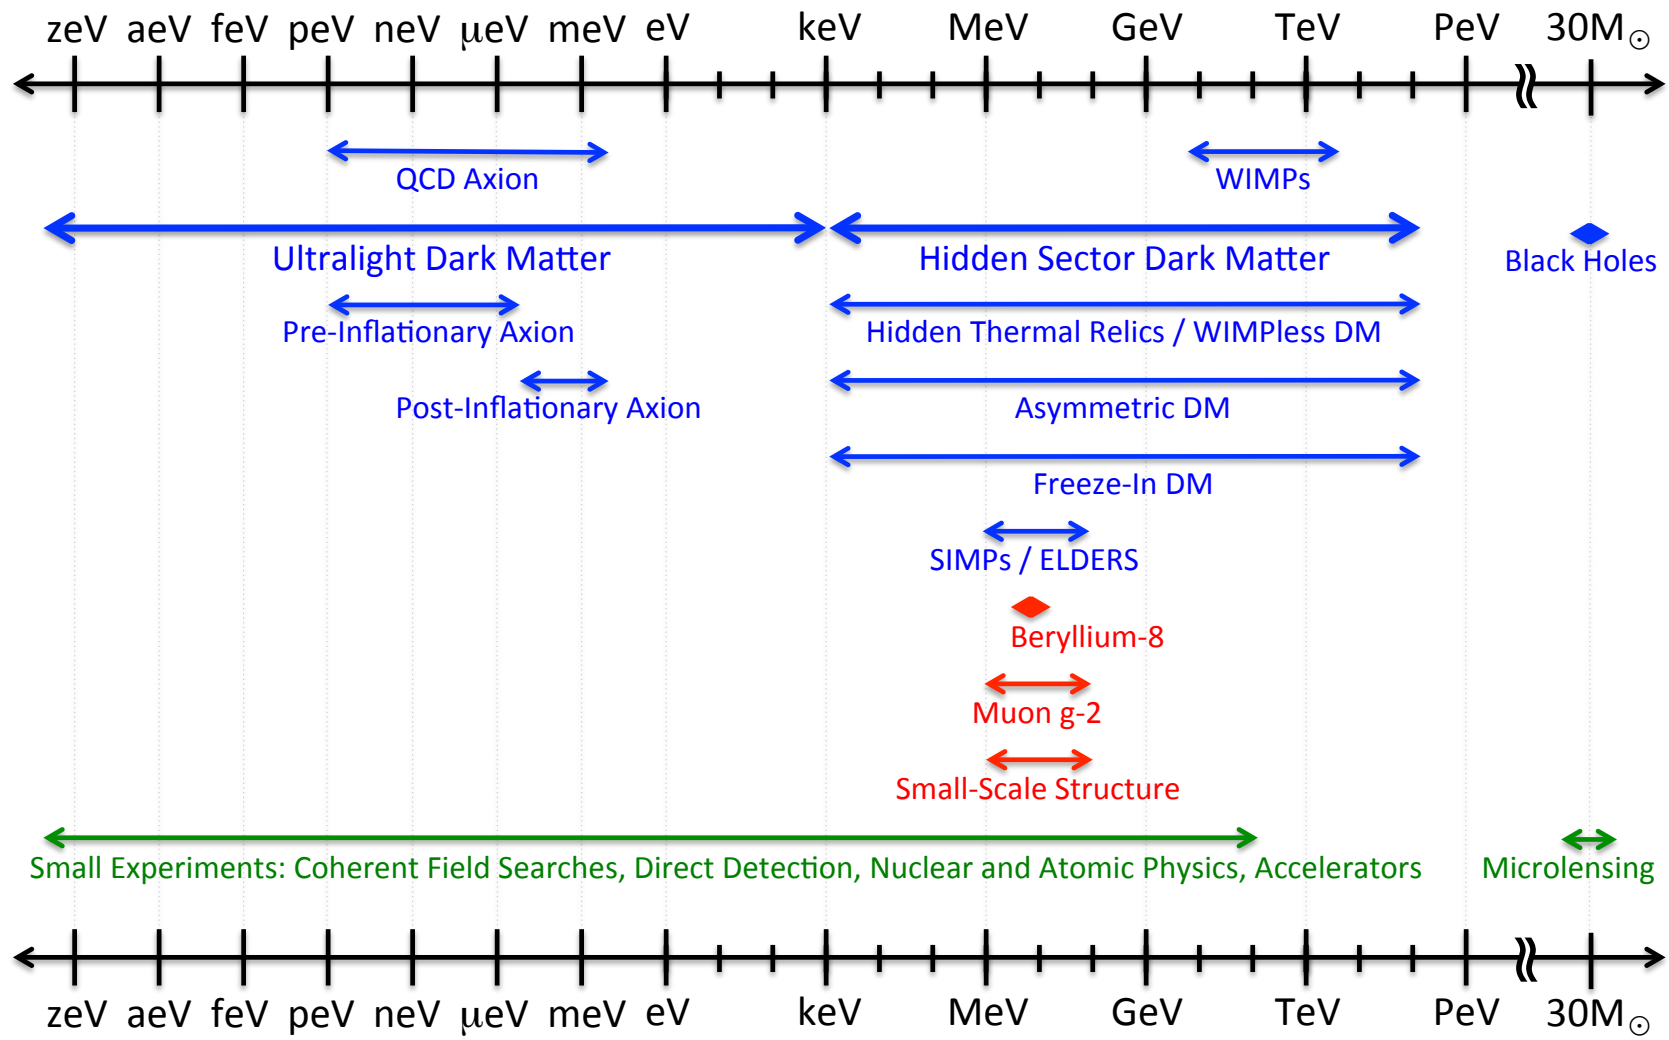 zeV aeV feV peV neV μeV meV eV keV MeV GeV TeV PeV 30M☉
QCD Axion WIMPs
Ultralight Dark Matter Hidden Sector Dark Matter Black Holes
Pre-Inflationary Axion Hidden Thermal Relics / WIMPless DM
Post-Inflationary Axion Asymmetric DM
Freeze-In DM
SIMPs / ELDERS
Beryllium-8
Muon g-2
Small-Scale Structure
Small Experiments: Coherent Field Searches, Direct Detection, Nuclear and Atomic Physics, Accelerators Microlensing
zeV aeV feV peV neV μeV meV eV keV MeV GeV TeV PeV 30M☉